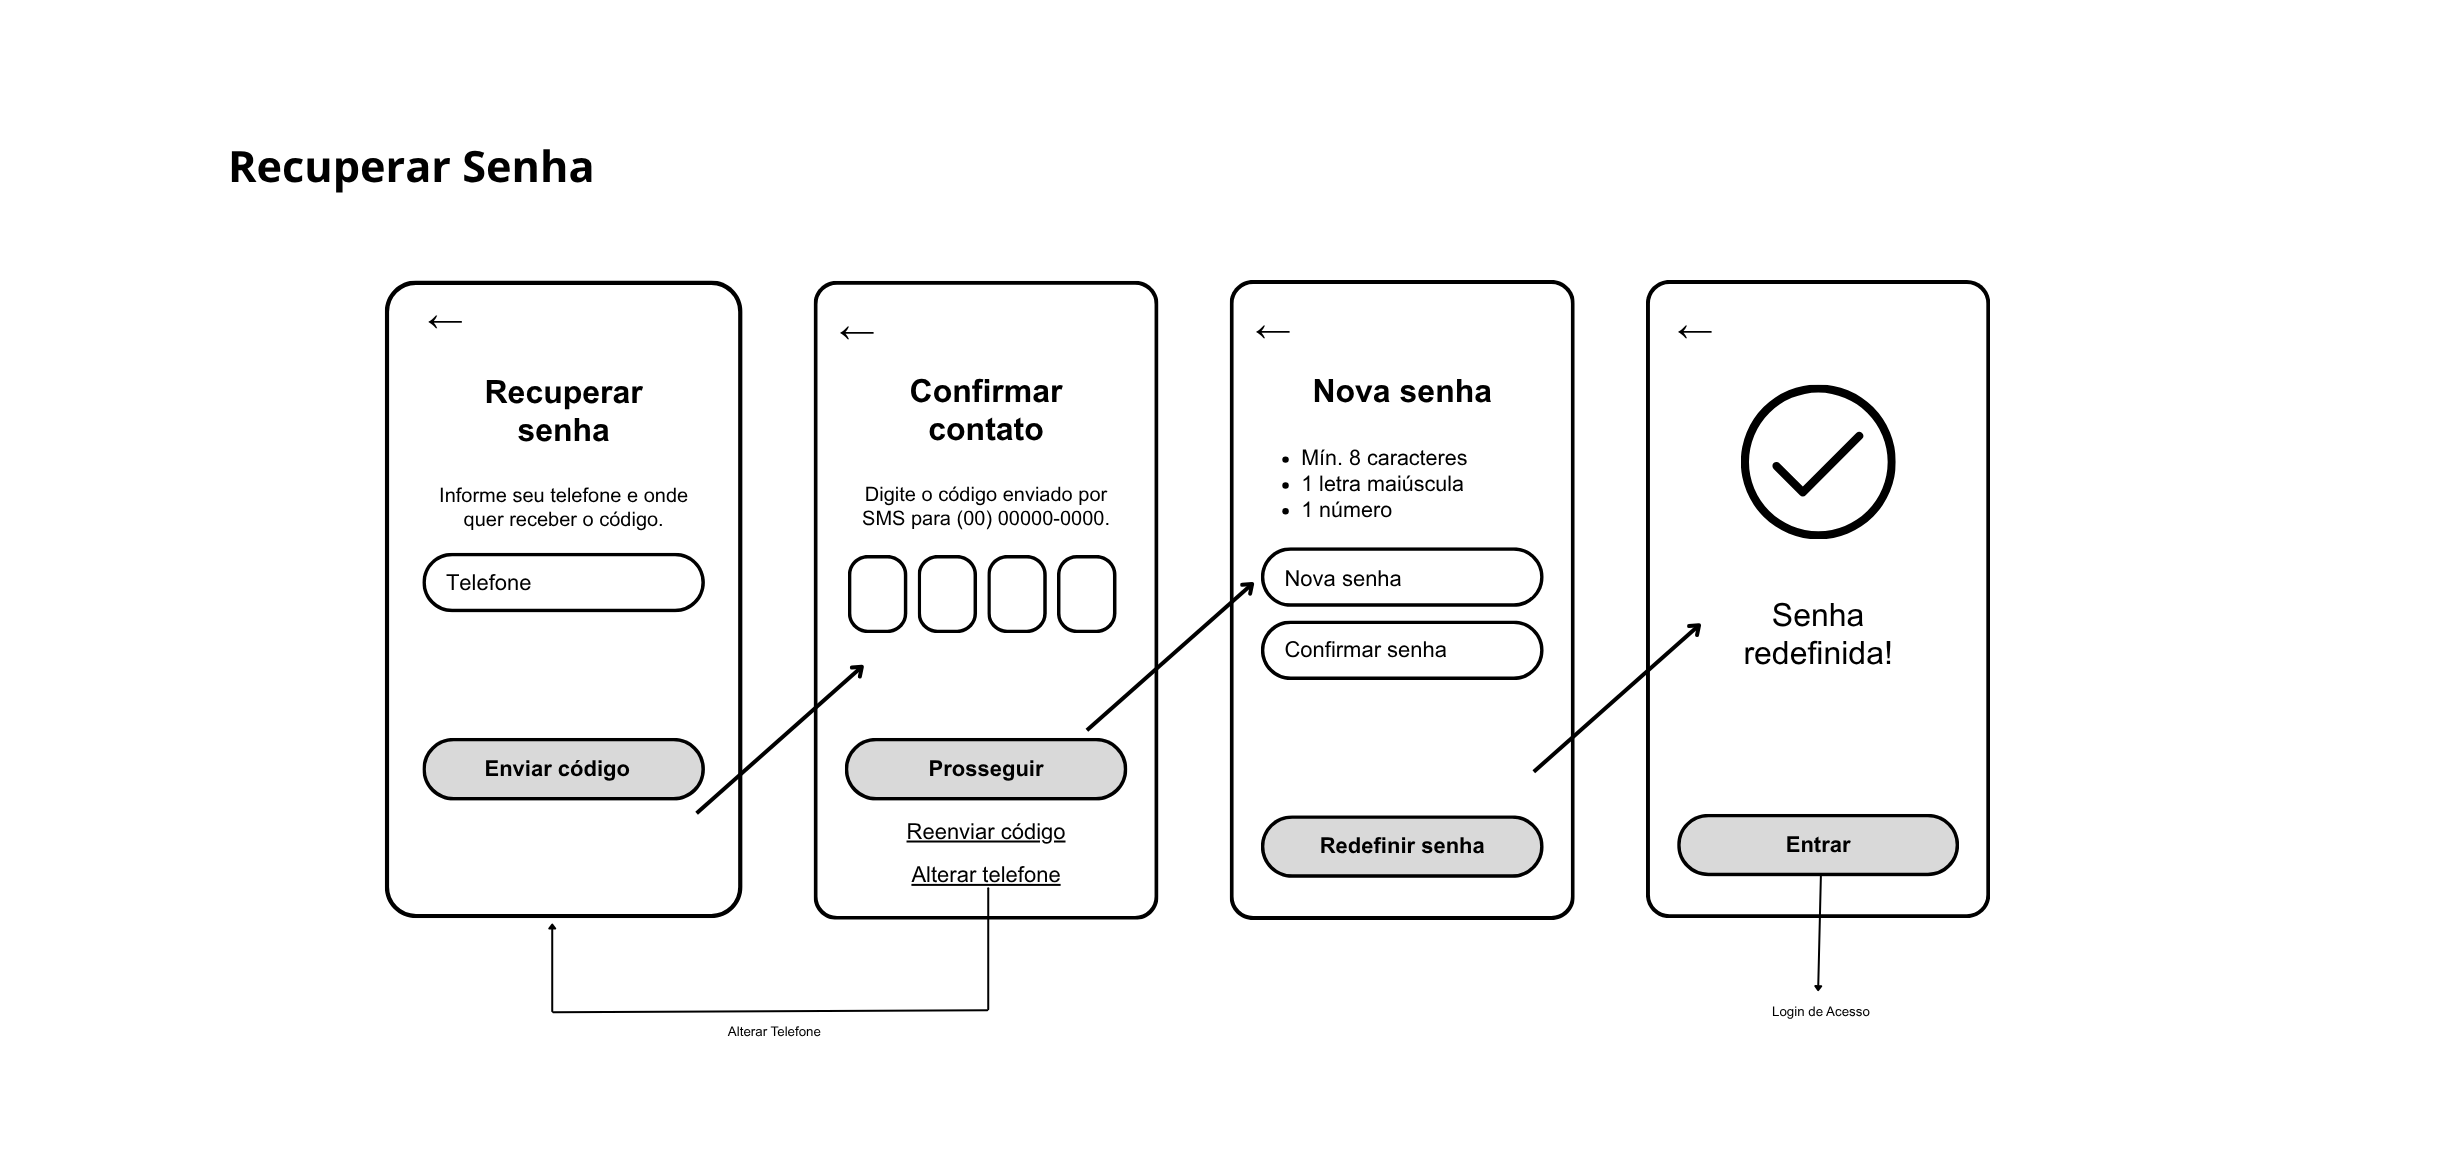 Recuperar Senha
Recuperar
senha
Informe seu telefone e onde
quer receber o código.
Telefone
Enviar código
Confirmar
contato
Digite o código enviado por
SMS para (00) 00000-0000.
Prosseguir
Reenviar código
Alterar telefone
Alterar Telefone
Nova senha
• Mín. 8 caracteres
• 1 letra maiúscula
• 1 número
Nova senha
Confirmar senha
Redefinir senha
Senha
redefinida!
Entrar
Login de Acesso